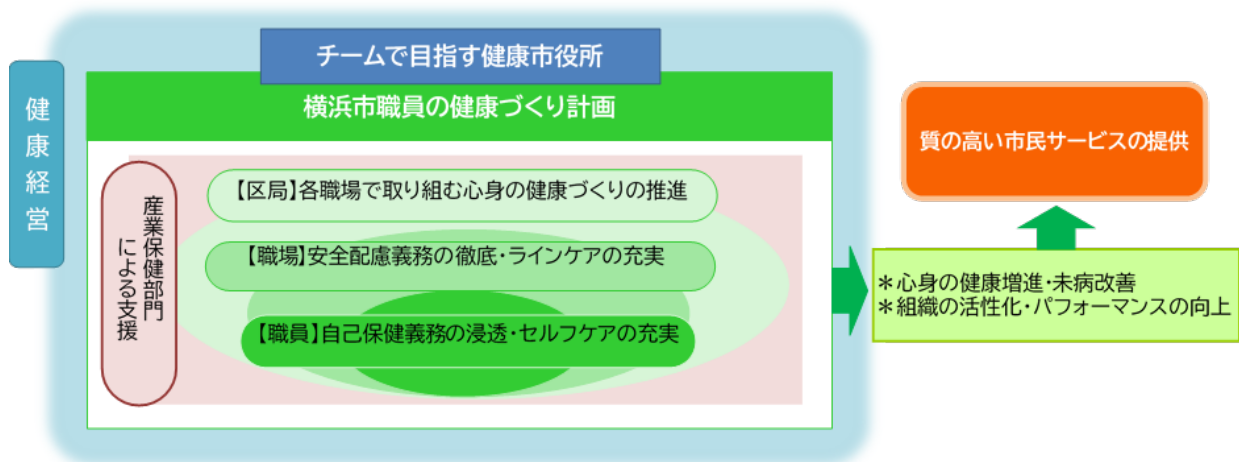 チームで目指す健康市役所
横浜市職員の健康づくり計画
健康経営
産業保健部門
による支援
【区局】各職場で取り組む心身の健康づくりの推進
【職場】安全配慮義務の徹底・ラインケアの充実
【職員】自己保健義務の浸透・セルフケアの充実
質の高い市民サービスの提供
＊心身の健康増進・未病改善
＊組織の活性化・パフォーマンスの向上